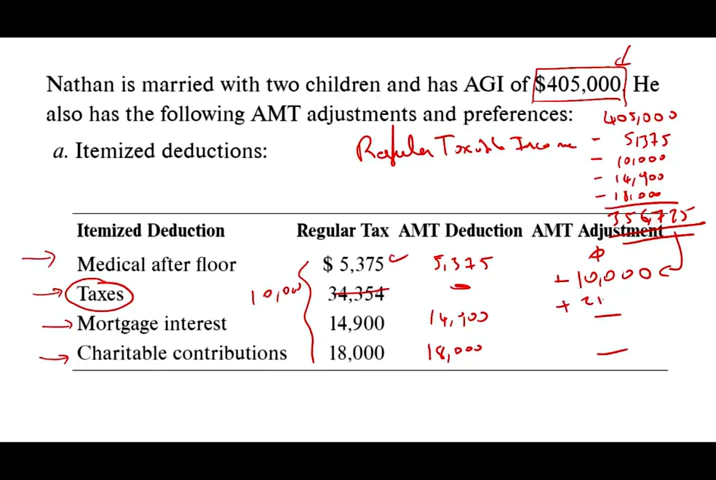 Nathan is married with two children and has AGI of $405,000 He
also has the following AMT adjustments and preferences:
405,000
a. Itemized deductions:
Regular Taxable Income
- 5,375
- 10,000
- 14,900
- 18,000
356,725
Itemized Deduction Regular Tax AMT Deduction AMT Adjustment
Medical after floor $ 5,375 5,375
Taxes 10,000 34,354 + 10,000
+ 21
Mortgage interest 14,900 14,900 —
Charitable contributions 18,000 18,000 —